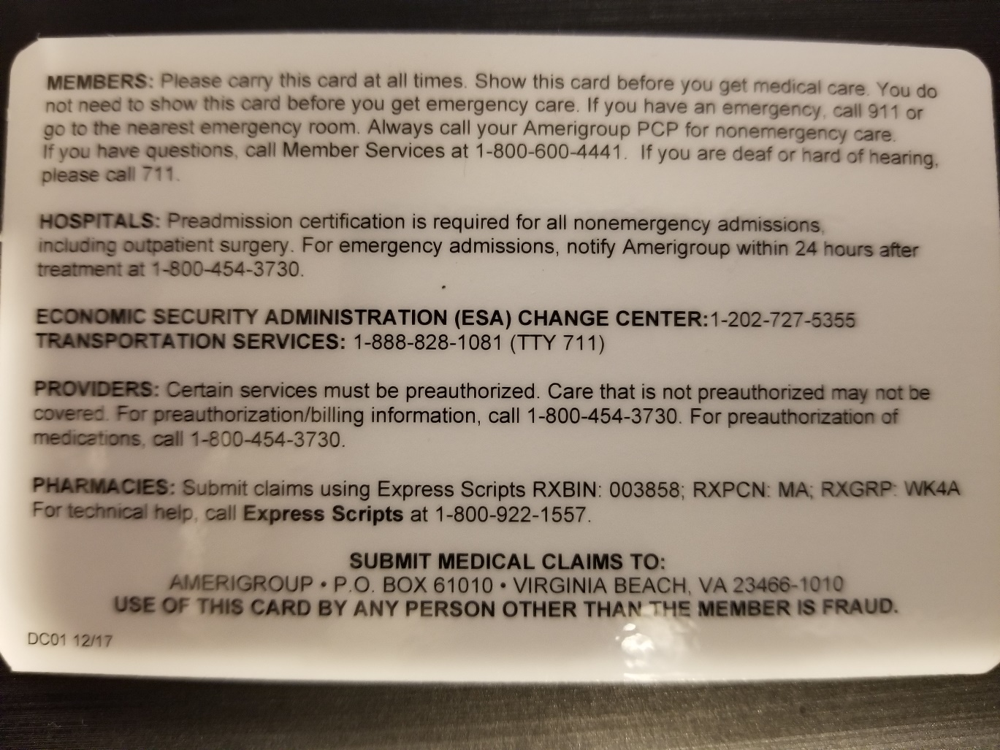 MEMBERS: Please carry this card at all times. Show this card before you get medical care. You do
not need to show this card before you get emergency care. If you have an emergency, call 911 or
go to the nearest emergency room. Always call your Amerigroup PCP for nonemergency care.
If you have questions, call Member Services at 1-800-600-4441. If you are deaf or hard of hearing,
please call 711.
HOSPITALS: Preadmission certification is required for all nonemergency admissions,
including outpatient surgery. For emergency admissions, notify Amerigroup within 24 hours after
treatment at 1-800-454-3730.
ECONOMIC SECURITY ADMINISTRATION (ESA) CHANGE CENTER:1-202-727-5355
TRANSPORTATION SERVICES: 1-888-828-1081 (TTY 711)
PROVIDERS: Certain services must be preauthorized. Care that is not preauthorized may not be
covered. For preauthorization/billing information, call 1-800-454-3730. For preauthorization of
medications, call 1-800-454-3730.
PHARMACIES: Submit claims using Express Scripts RXBIN: 003858; RXPCN: MA; RXGRP: WK4A
For technical help, call Express Scripts at 1-800-922-1557.
SUBMIT MEDICAL CLAIMS TO:
AMERIGROUP • P.O. BOX 61010 • VIRGINIA BEACH, VA 23466-1010
USE OF THIS CARD BY ANY PERSON OTHER THAN THE MEMBER IS FRAUD.
DC01 12/17